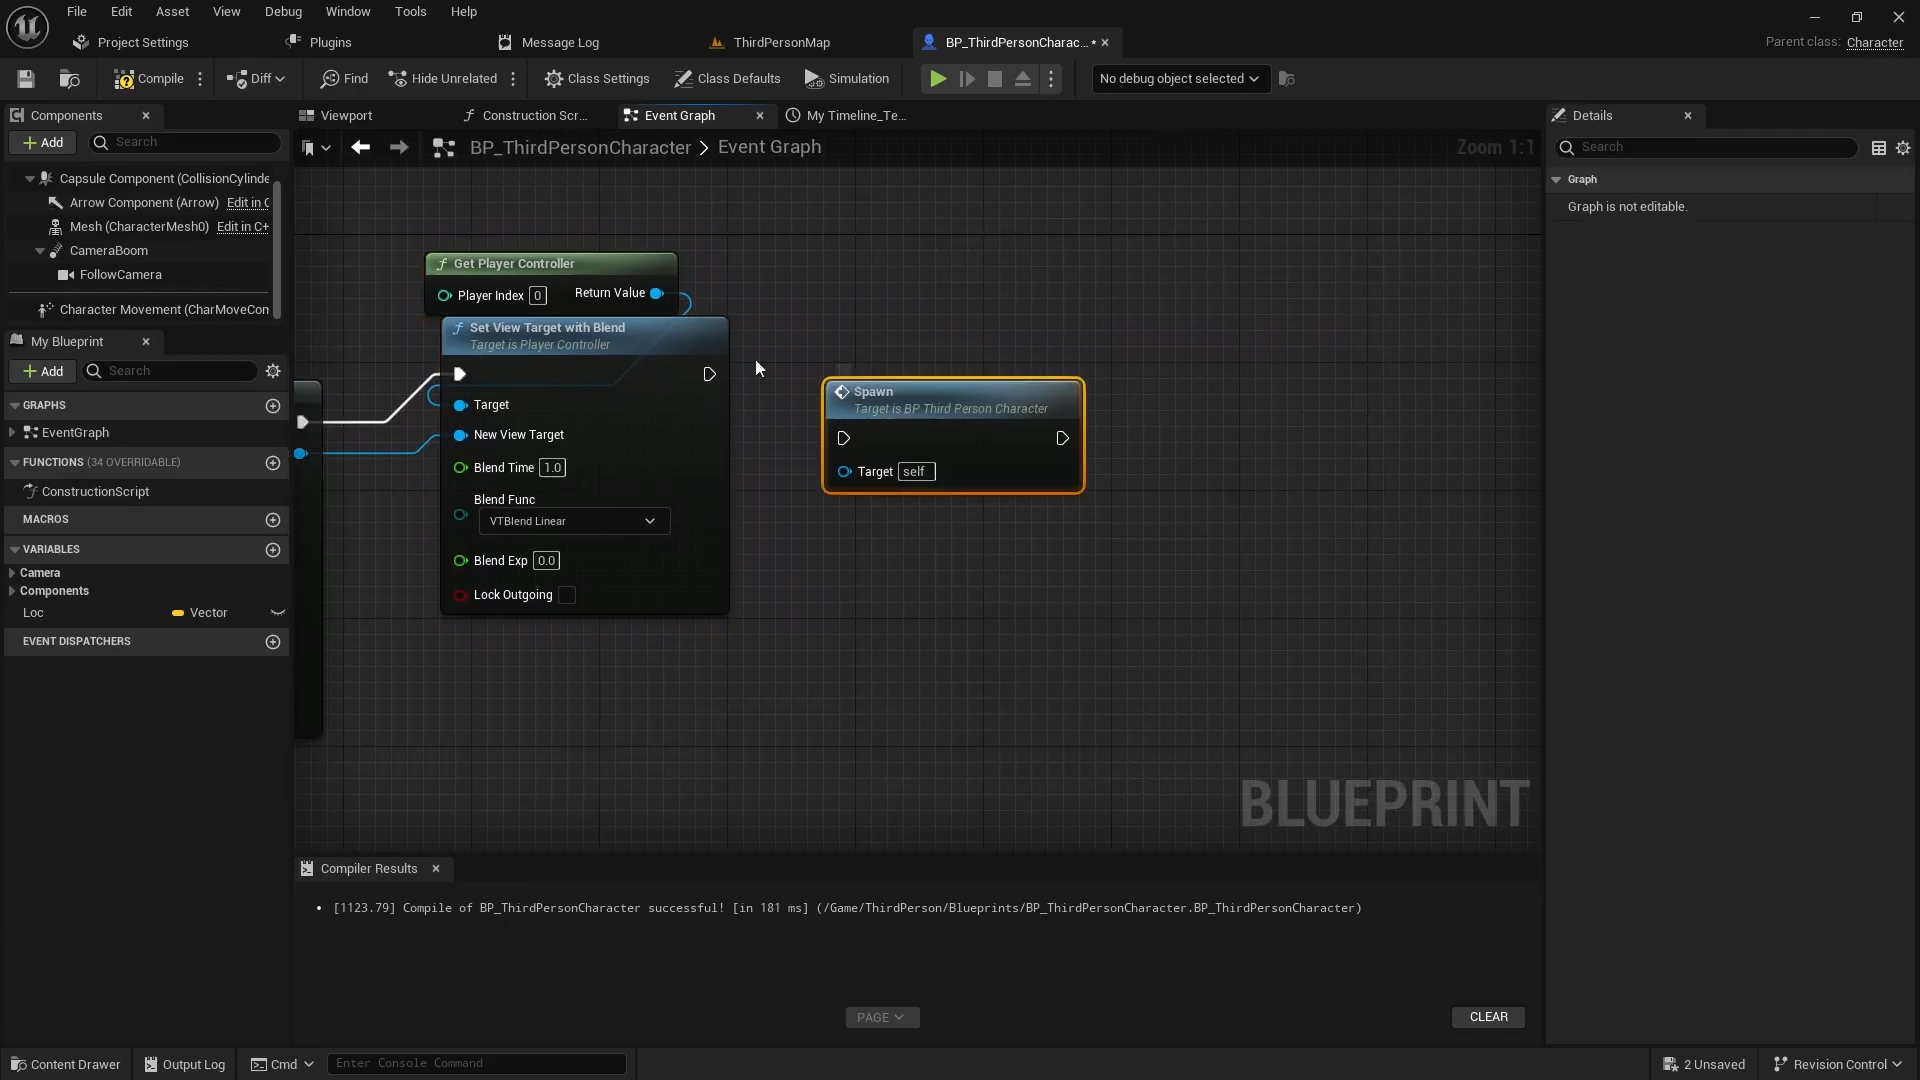 File Edit Asset View Debug Window Tools Help
Project Settings
Plugins
Message Log
ThirdPersonMap
BP_ThirdPersonCharac... •
Parent class: Character
Compile
Diff
Find
Hide Unrelated
Class Settings
Class Defaults
Simulation
No debug object selected
Components
Add
Search
Capsule Component (CollisionCylinde
Arrow Component (Arrow) Edit in C
Mesh (CharacterMesh0) Edit in C+
CameraBoom
FollowCamera
Character Movement (CharMoveCon
My Blueprint
Add
Search
GRAPHS
EventGraph
FUNCTIONS (34 OVERRIDABLE)
ConstructionScript
MACROS
VARIABLES
Camera
Components
Loc Vector
EVENT DISPATCHERS
Viewport
Construction Scr...
Event Graph
My Timeline_Te...
BP_ThirdPersonCharacter > Event Graph
Zoom 1:1
Get Player Controller
Player Index 0
Return Value
Set View Target with Blend
Target is Player Controller
Target
New View Target
Blend Time 1.0
Blend Func
VTBlend Linear
Blend Exp 0.0
Lock Outgoing
Spawn
Target is BP Third Person Character
Target self
BLUEPRINT
Details
Search
Graph
Graph is not editable.
Compiler Results
[1123.79] Compile of BP_ThirdPersonCharacter successful! [in 181 ms] (/Game/ThirdPerson/Blueprints/BP_ThirdPersonCharacter.BP_ThirdPersonCharacter)
PAGE
CLEAR
Content Drawer
Output Log
Cmd
Enter Console Command
2 Unsaved
Revision Control